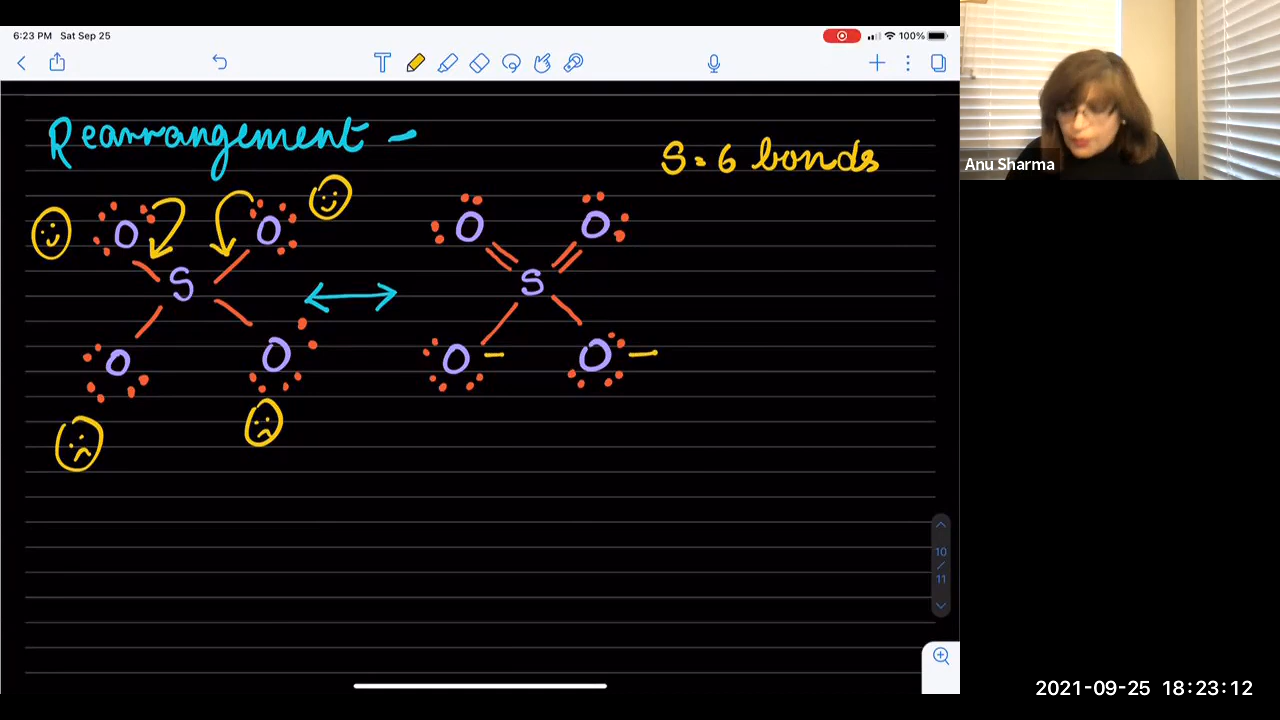 6:23 PM Sat Sep 25
100%
T
Rearrangement -
S = 6 bonds
O O
S
O O
O O
S
O - O -
10
/
11
Anu Sharma
2021-09-25 18:23:12